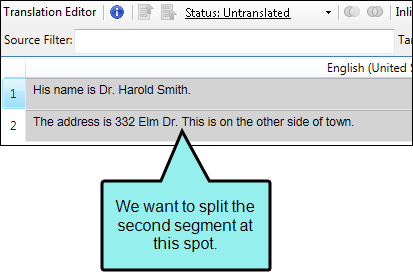 Translation Editor Status: Untranslated Inli
Source Filter: Ta
English (United S
1 His name is Dr. Harold Smith.
2 The address is 332 Elm Dr. This is on the other side of town.
We want to split the
second segment at
this spot.